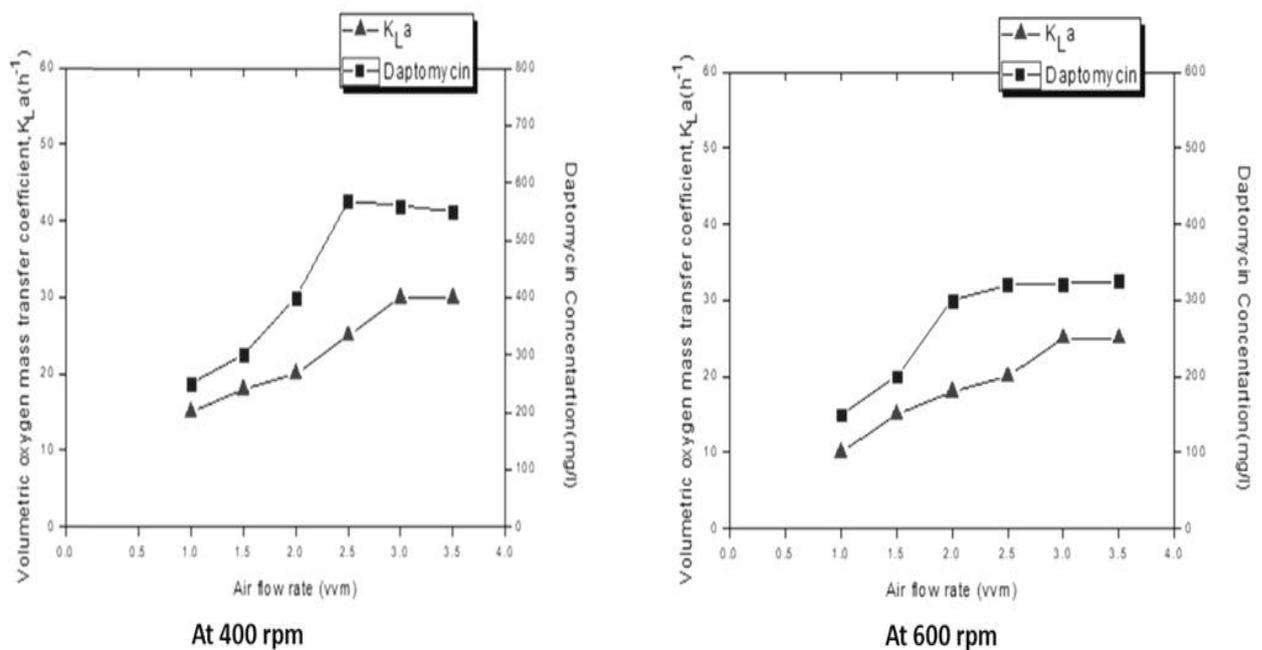 K_L a
Daptomycin
Volumetric oxygen mass transfer coefficient,K_L a(h^-1)
60
50
40
30
20
10
0
800
700
600
500
400
300
200
100
0
Daptomycin Concentartion(mg/l)
0.0 0.5 1.0 1.5 2.0 2.5 3.0 3.5 4.0
Air flow rate (vvm)
At 400 rpm
K_L a
Daptomycin
Volumetric oxygen mass transfer coefficient,K_L a(h^-1)
60
50
40
30
20
10
0
600
500
400
300
200
100
0
Daptomycin Concentartion(mg/l)
0.0 0.5 1.0 1.5 2.0 2.5 3.0 3.5 4.0
Air flow rate (vvm)
At 600 rpm